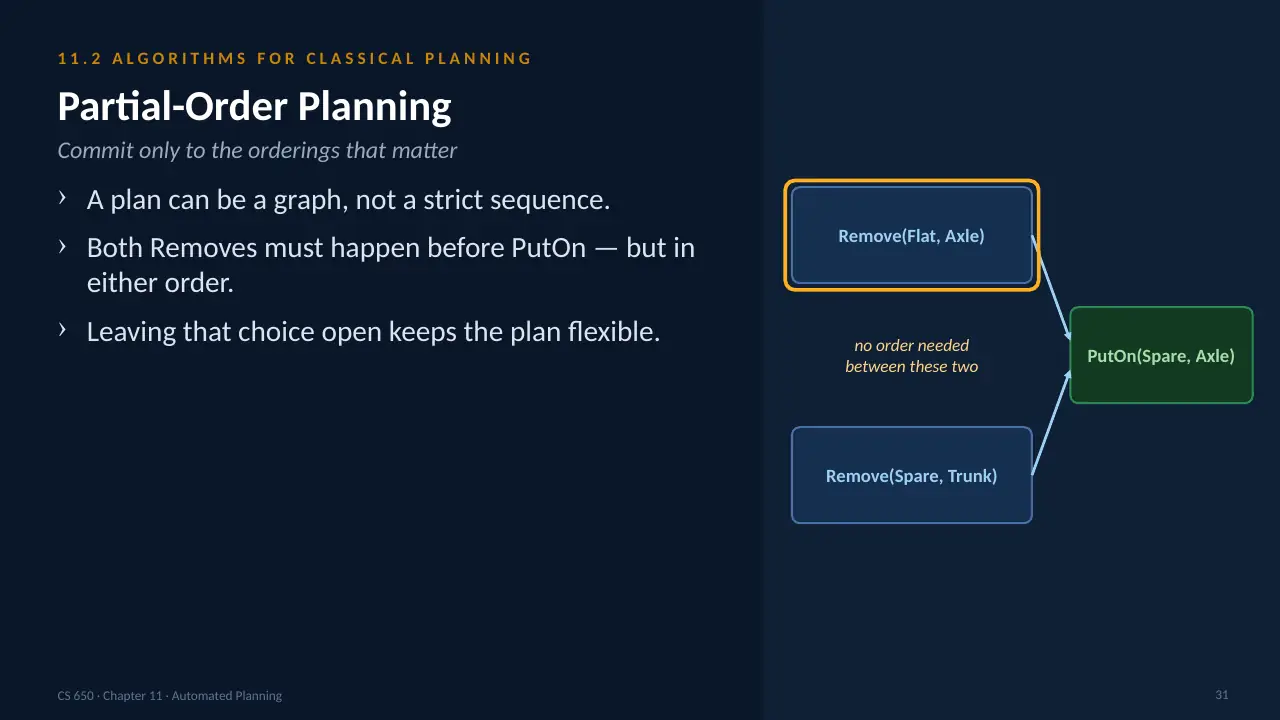 11.2 ALGORITHMS FOR CLASSICAL PLANNING
Partial-Order Planning
Commit only to the orderings that matter
› A plan can be a graph, not a strict sequence.
› Both Removes must happen before PutOn — but in
either order.
› Leaving that choice open keeps the plan flexible.
Remove(Flat, Axle)
no order needed
between these two
PutOn(Spare, Axle)
Remove(Spare, Trunk)
CS 650 · Chapter 11 · Automated Planning
31